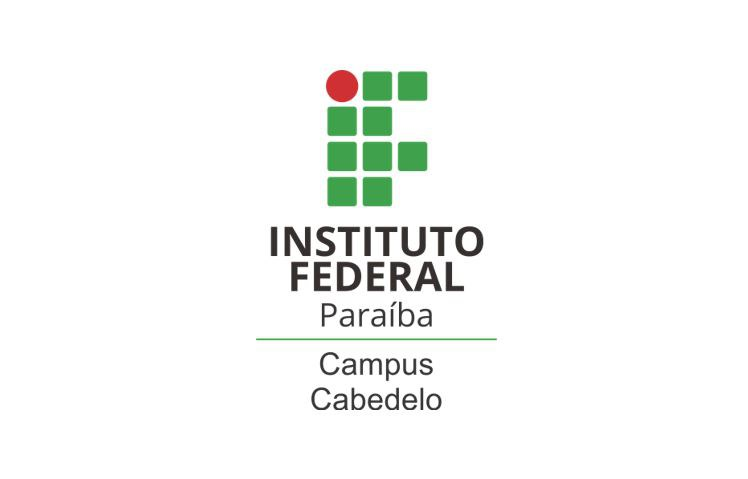 INSTITUTO
FEDERAL
Paraíba
Campus
Cabedelo